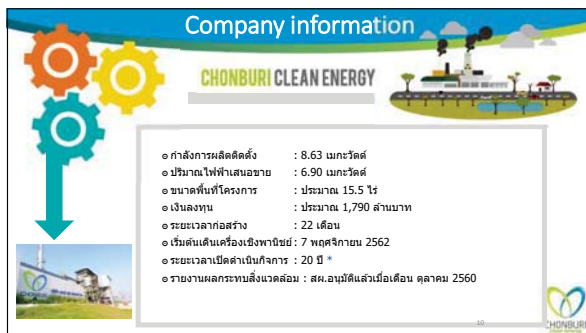 Company information
CHONBURI CLEAN ENERGY
๏ กำลังการผลิตติดตั้ง : 8.63 เมกะวัตต์
๏ ปริมาณไฟฟ้าเสนอขาย : 6.90 เมกะวัตต์
๏ ขนาดพื้นที่โครงการ : ประมาณ 15.5 ไร่
๏ เงินลงทุน : ประมาณ 1,790 ล้านบาท
๏ ระยะเวลาก่อสร้าง : 22 เดือน
๏ เริ่มต้นเดินเครื่องเชิงพานิชย์ : 7 พฤศจิกายน 2562
๏ ระยะเวลาเปิดดำเนินกิจการ : 20 ปี *
๏ รายงานผลกระทบสิ่งแวดล้อม : สผ.อนุมัติแล้วเมื่อเดือน ตุลาคม 2560
10
CHONBURI